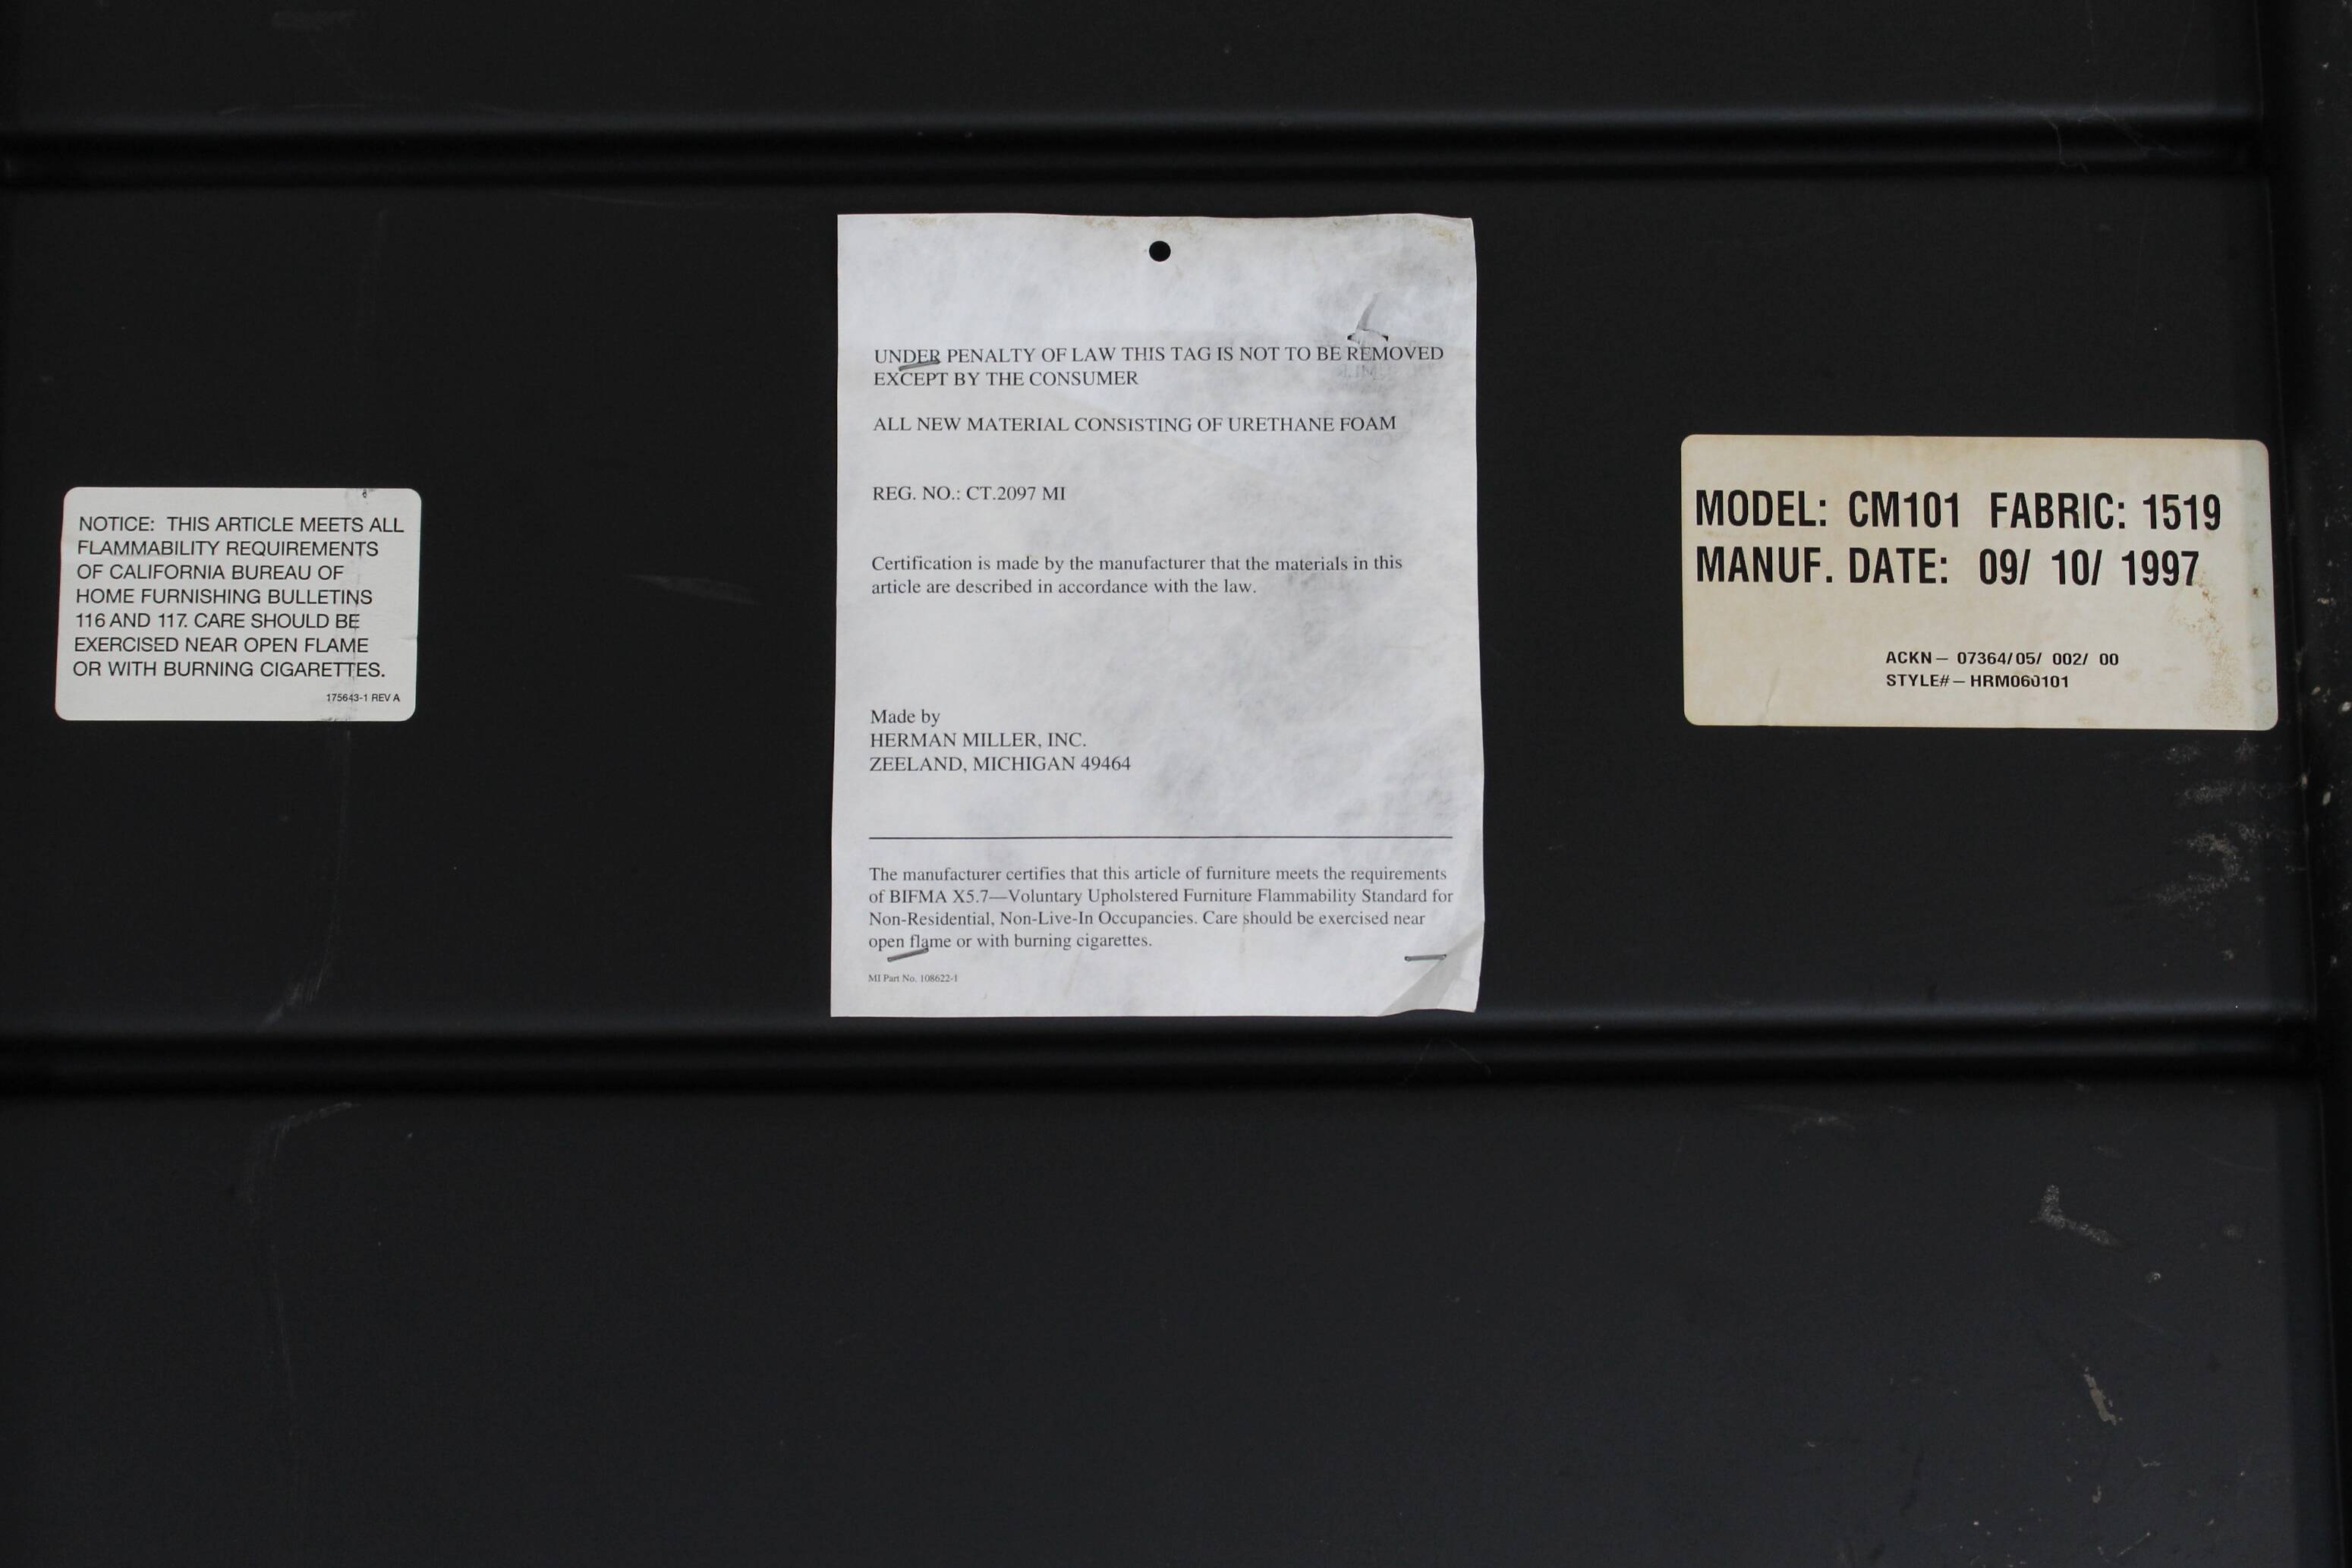 NOTICE: THIS ARTICLE MEETS ALL
FLAMMABILITY REQUIREMENTS
OF CALIFORNIA BUREAU OF
HOME FURNISHING BULLETINS
116 AND 117. CARE SHOULD BE
EXERCISED NEAR OPEN FLAME
OR WITH BURNING CIGARETTES.
175643-1 REV A
UNDER PENALTY OF LAW THIS TAG IS NOT TO BE REMOVED
EXCEPT BY THE CONSUMER
ALL NEW MATERIAL CONSISTING OF URETHANE FOAM
REG. NO.: CT.2097 MI
Certification is made by the manufacturer that the materials in this
article are described in accordance with the law.
Made by
HERMAN MILLER, INC.
ZEELAND, MICHIGAN 49464
The manufacturer certifies that this article of furniture meets the requirements
of BIFMA X5.7—Voluntary Upholstered Furniture Flammability Standard for
Non-Residential, Non-Live-In Occupancies. Care should be exercised near
open flame or with burning cigarettes.
MI Part No. 108622-1
MODEL: CM101 FABRIC: 1519
MANUF. DATE: 09/ 10/ 1997
ACKN— 07364/05/ 002/ 00
STYLE#—HRM060101